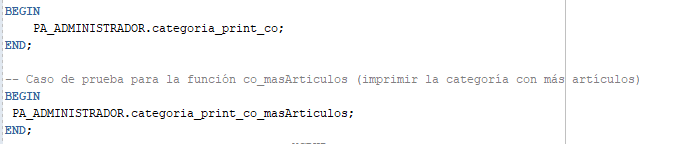 BEGIN
PA_ADMINISTRADOR.categoria_print_co;
END;
-- Caso de prueba para la función co_masArticulos (imprimir la categoría con más artículos)
BEGIN
PA_ADMINISTRADOR.categoria_print_co_masArticulos;
END;